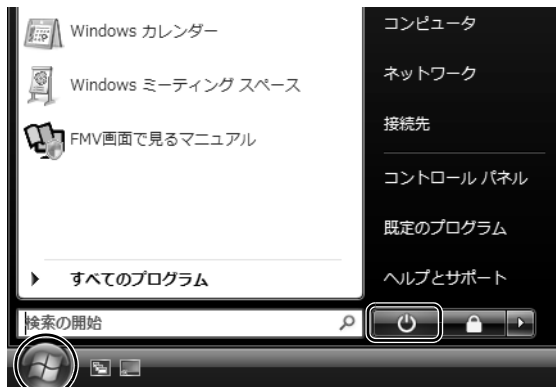 Windows カレンダー
Windows ミーティング スペース
FMV画面で見るマニュアル
すべてのプログラム
検索の開始
コンピュータ
ネットワーク
接続先
コントロール パネル
既定のプログラム
ヘルプとサポート